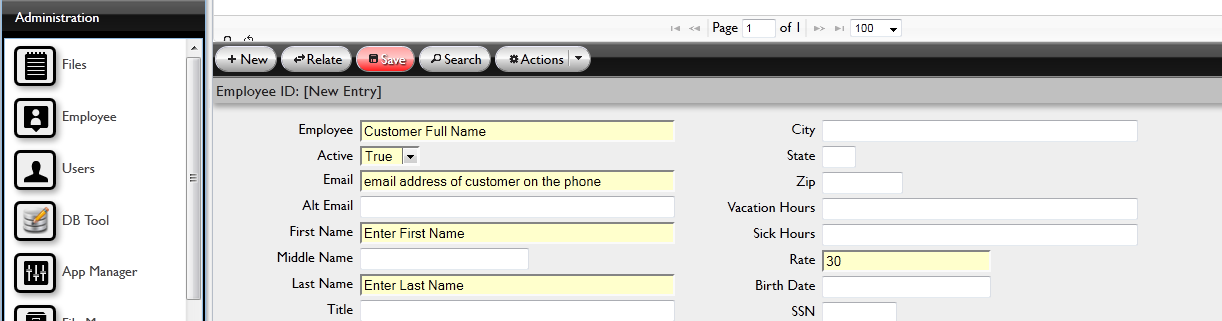 Administration
Files
Employee
Users
DB Tool
App Manager
Page 1 of 1 100
New Relate Save Search Actions
Employee ID: [New Entry]
Employee Customer Full Name
Active True
Email email address of customer on the phone
Alt Email
First Name Enter First Name
Middle Name
Last Name Enter Last Name
Title
City
State
Zip
Vacation Hours
Sick Hours
Rate 30
Birth Date
SSN